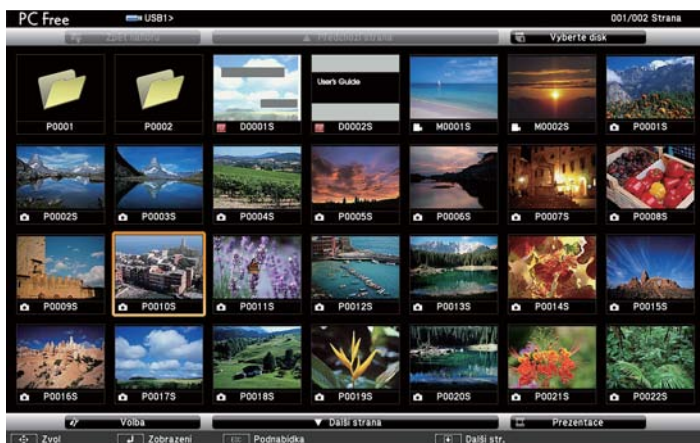 PC Free USB1> 001/002 Strana
Zpět nahoru ▲ Předchozí strana Vyberte disk
User's Guide
P0001 P0002 D0001S D0002S M0001S M0002S P0001S
P0002S P0003S P0004S P0005S P0006S P0007S P0008S
P0009S P0010S P0011S P0012S P0013S P0014S P0015S
P0016S P0017S P0018S P0019S P0020S P0021S P0022S
Volba ▼ Další strana Prezentace
Zvol Zobrazení Esc Podnabídka Další str.